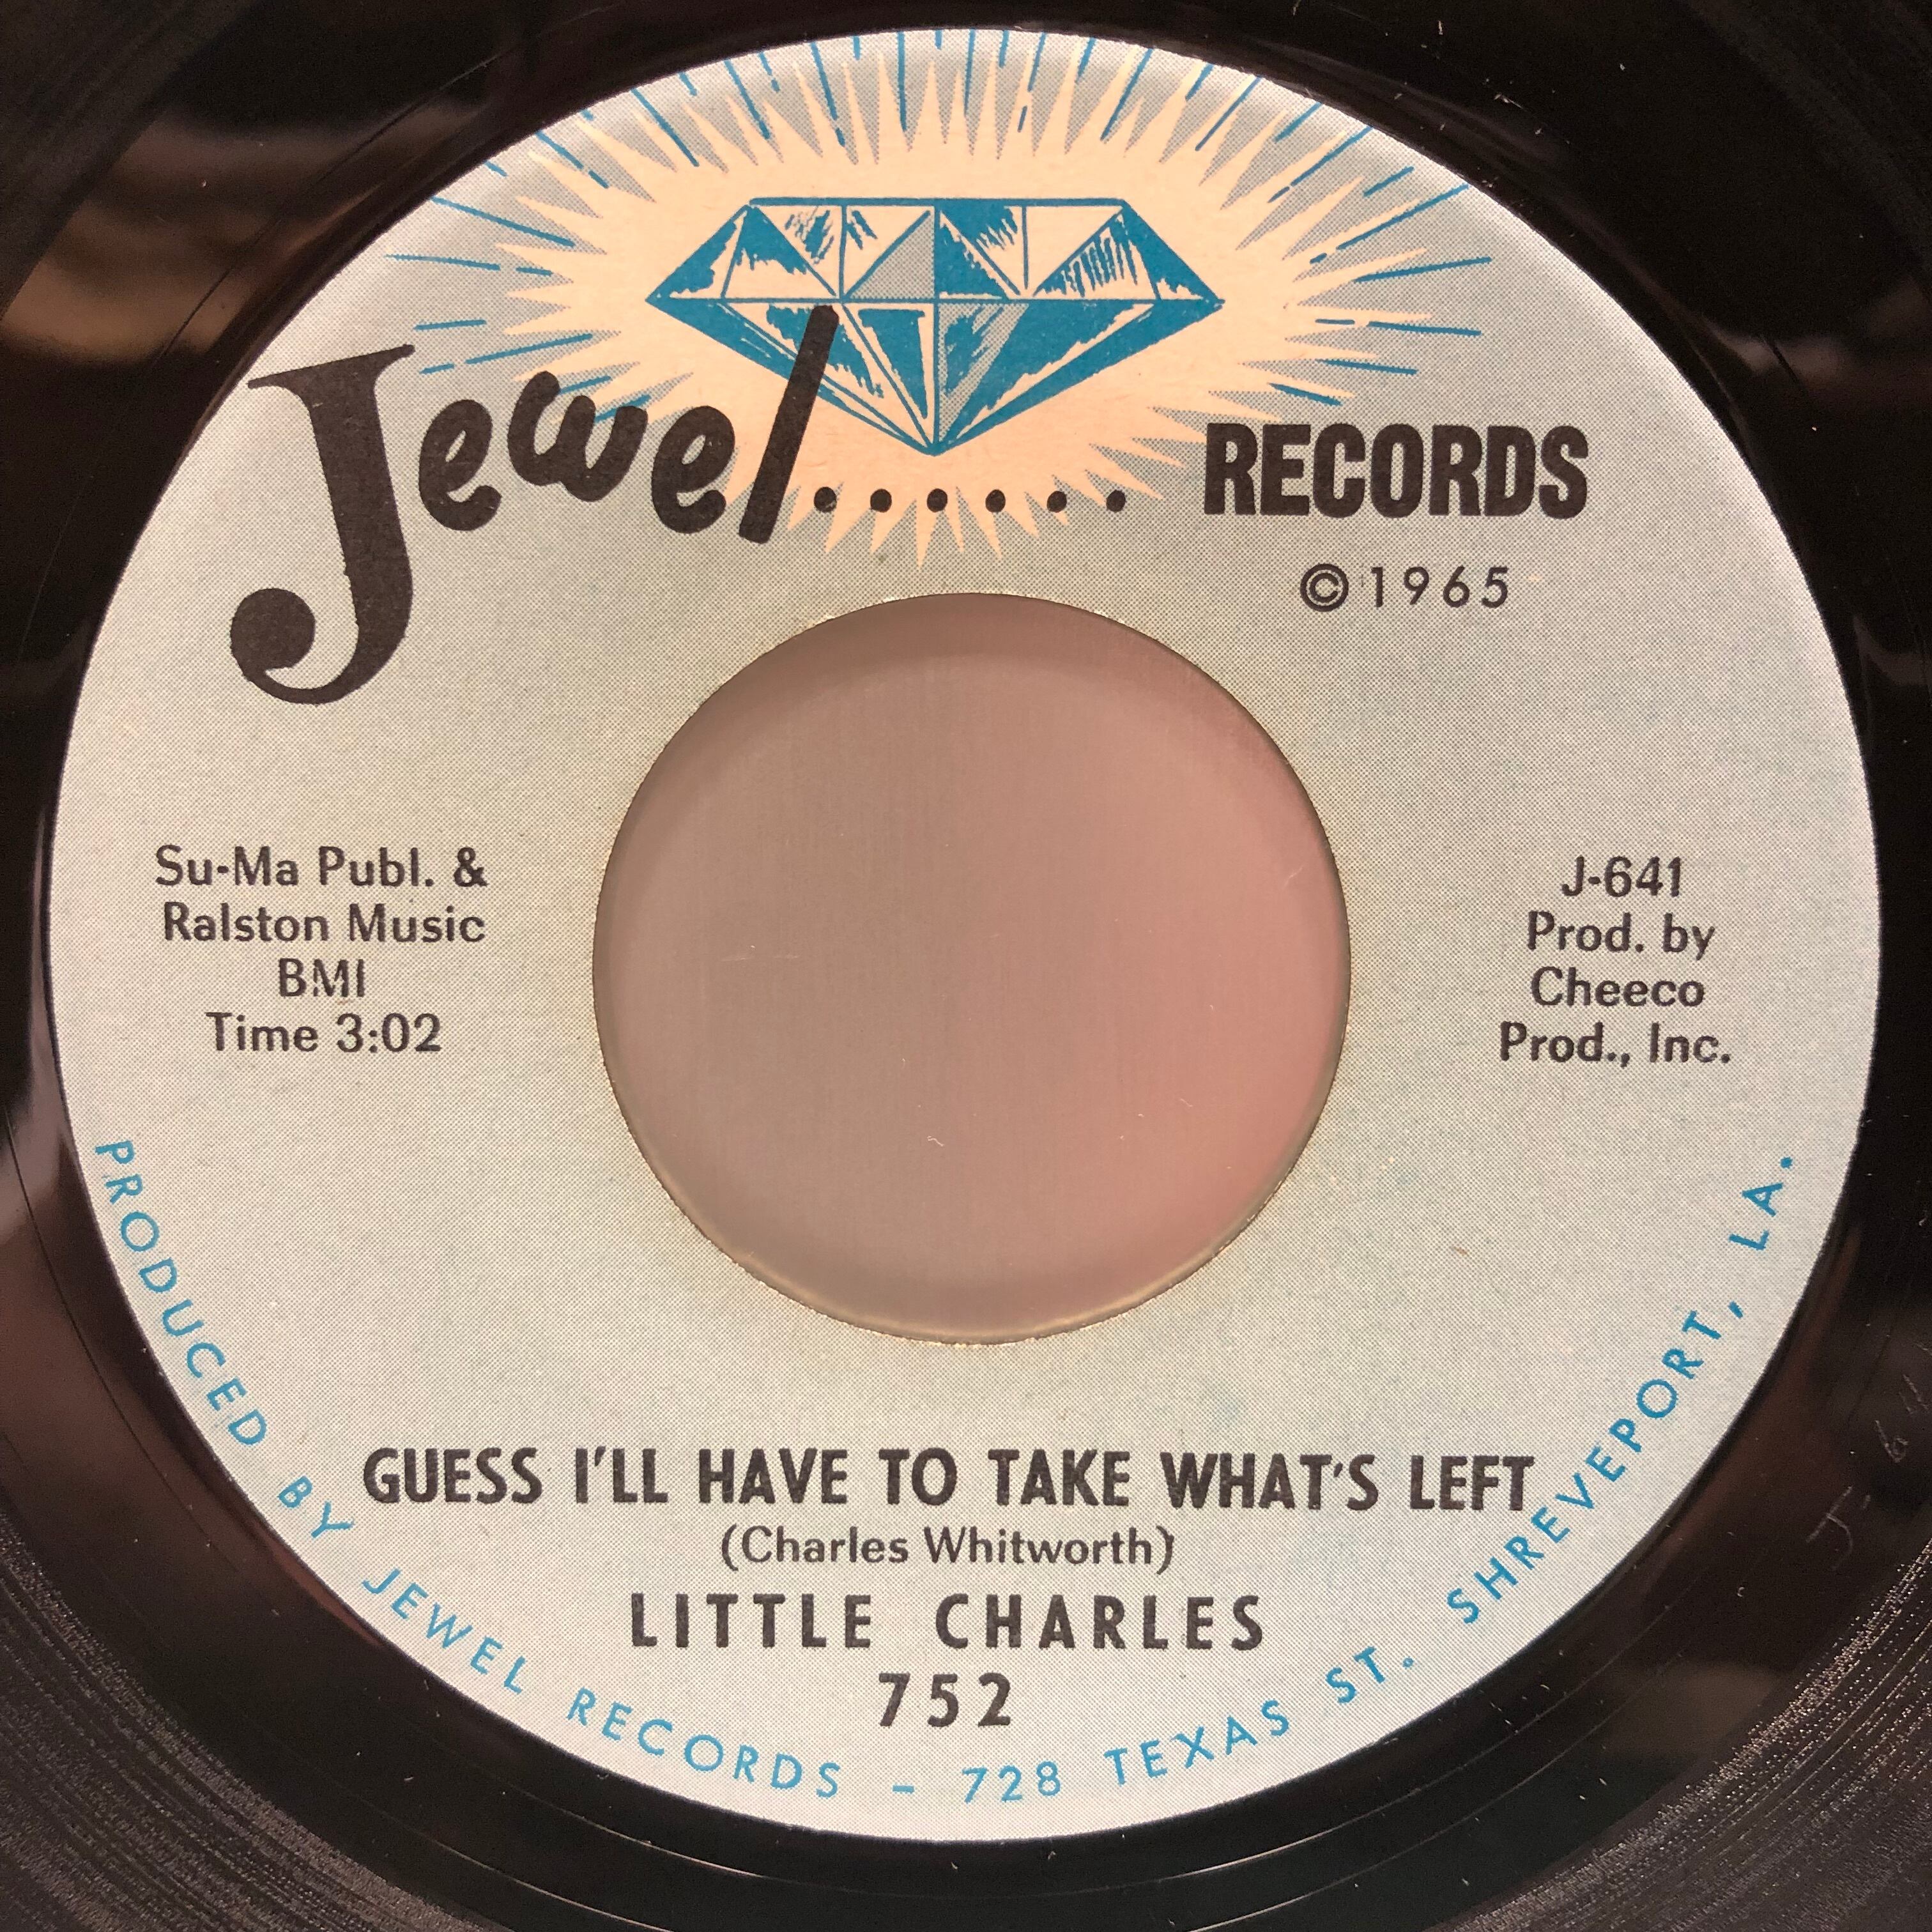 Jewel...... RECORDS
©1965
Su-Ma Publ. &
Ralston Music
BMI
Time 3:02
J-641
Prod. by
Cheeco
Prod., Inc.
GUESS I'LL HAVE TO TAKE WHAT'S LEFT
(Charles Whitworth)
LITTLE CHARLES
752
PRODUCED BY JEWEL RECORDS – 728 TEXAS ST. SHREVEPORT, LA.